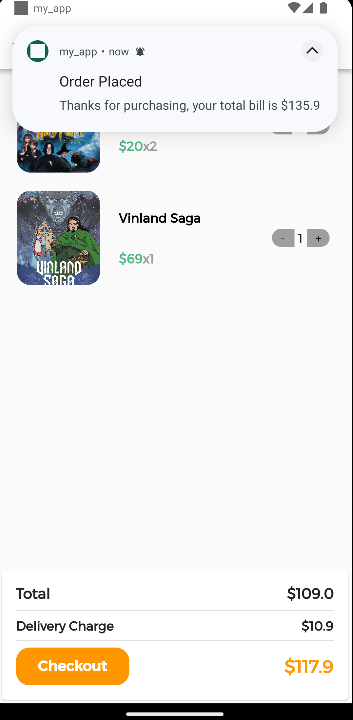 my_app
my_app • now
Order Placed
Thanks for purchasing, your total bill is $135.9
$20x2
Vinland Saga
- 1 +
$69x1
VINLAND
SAGA
Total $109.0
Delivery Charge $10.9
Checkout $117.9